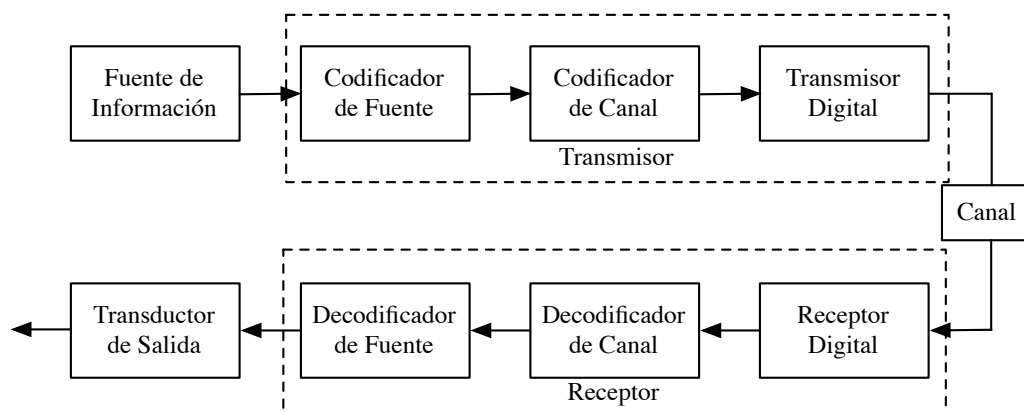 Fuente de
Información
Codificador
de Fuente
Codificador
de Canal
Transmisor
Digital
Transmisor
Canal
Transductor
de Salida
Decodificador
de Fuente
Decodificador
de Canal
Receptor
Digital
Receptor